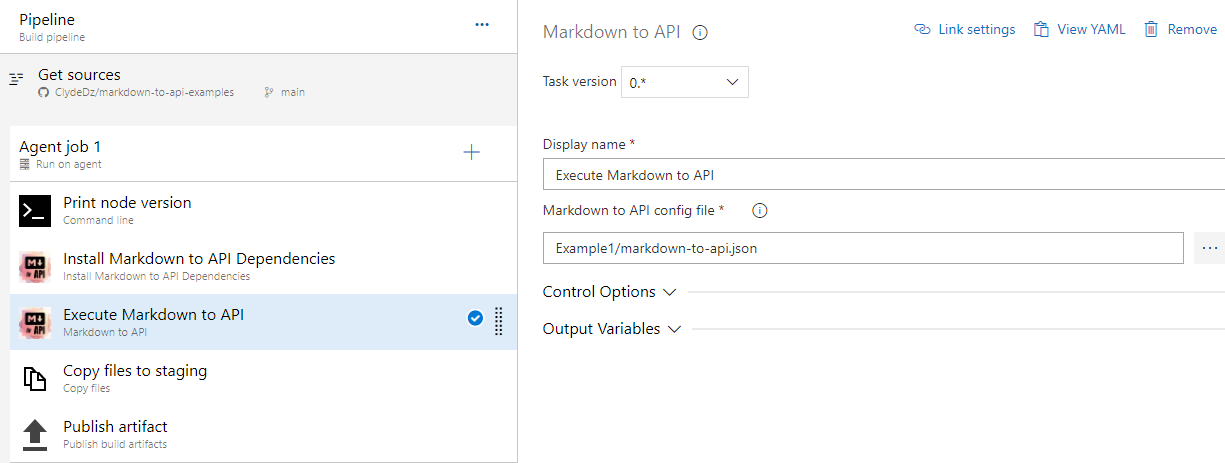 Pipeline
Build pipeline
Get sources
ClydeDz/markdown-to-api-examples main
Agent job 1
Run on agent
Print node version
Command line
M↓
to API
Install Markdown to API Dependencies
Install Markdown to API Dependencies
M↓
to API
Execute Markdown to API
Markdown to API
Copy files to staging
Copy files
Publish artifact
Publish build artifacts
Markdown to API
Link settings View YAML Remove
Task version 0.*
Display name *
Execute Markdown to API
Markdown to API config file *
Example1/markdown-to-api.json
Control Options
Output Variables